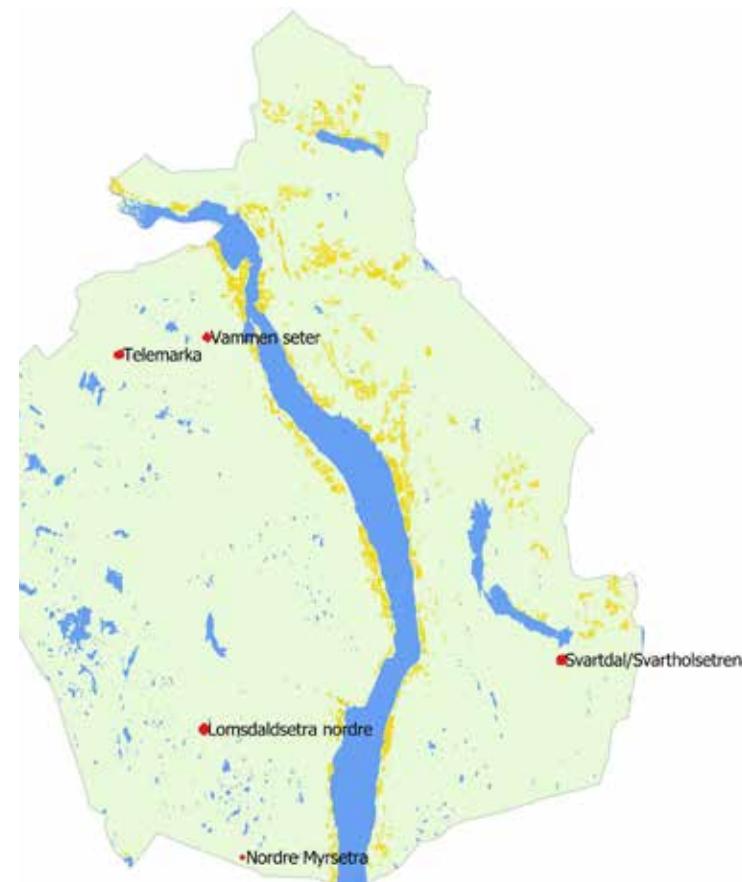 Vammen seter
Telemarka
Svartdal/Svartholsetren
Lomsdaldsetra nordre
Nordre Myrsetra